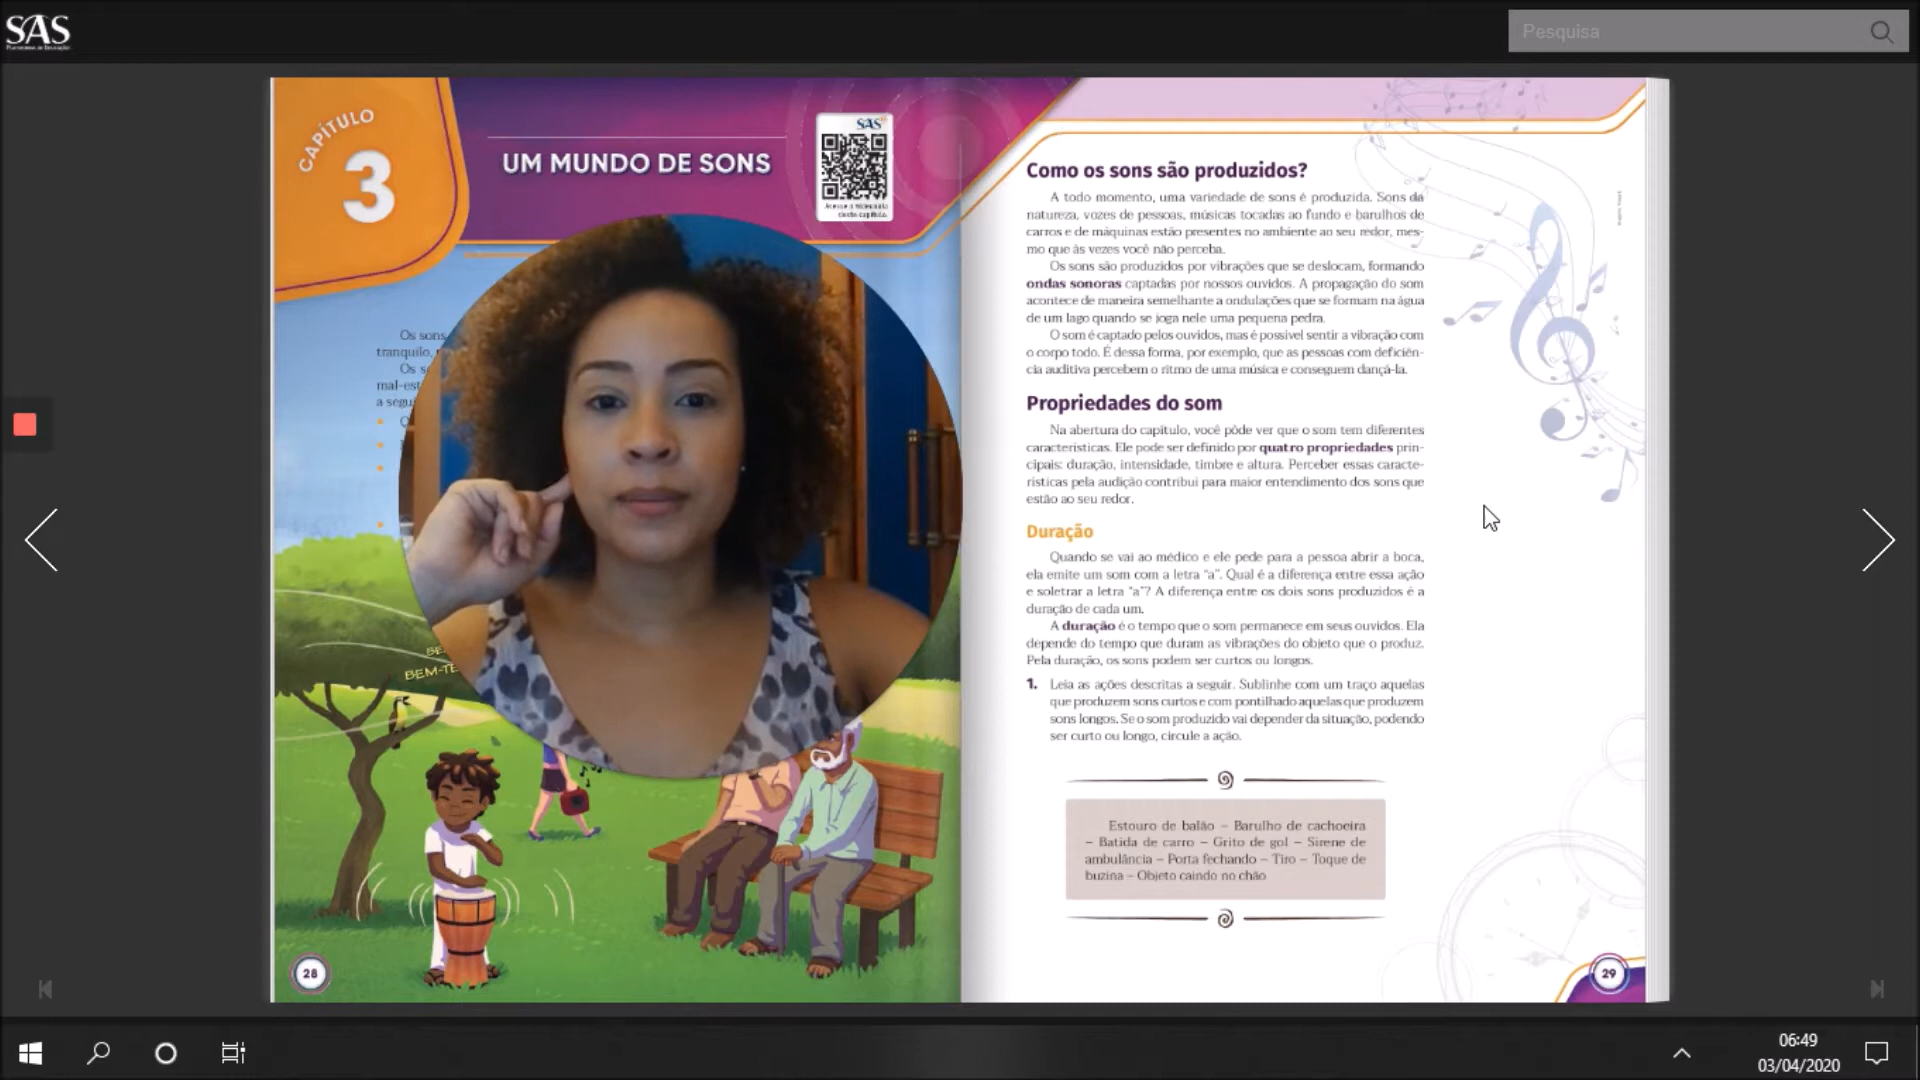 SAS
Plataforma de Educação
Pesquisa
CAPÍTULO
3
UM MUNDO DE SONS
SAS
Acesse a videoaula
deste capítulo.
Os sons
tranquilo,
Os
mal-est
a segui
BEM-TE
28
Como os sons são produzidos?
A todo momento, uma variedade de sons é produzida. Sons da
natureza, vozes de pessoas, músicas tocadas ao fundo e barulhos de
carros e de máquinas estão presentes no ambiente ao seu redor, mes-
mo que às vezes você não perceba.
Os sons são produzidos por vibrações que se deslocam, formando
ondas sonoras captadas por nossos ouvidos. A propagação do som
acontece de maneira semelhante a ondulações que se formam na água
de um lago quando se joga nele uma pequena pedra.
O som é captado pelos ouvidos, mas é possível sentir a vibração com
o corpo todo. É dessa forma, por exemplo, que as pessoas com deficiên-
cia auditiva percebem o ritmo de uma música e conseguem dançá-la.
Propriedades do som
Na abertura do capítulo, você pôde ver que o som tem diferentes
características. Ele pode ser definido por quatro propriedades prin-
cipais: duração, intensidade, timbre e altura. Perceber essas caracte-
rísticas pela audição contribui para maior entendimento dos sons que
estão ao seu redor.
Duração
Quando se vai ao médico e ele pede para a pessoa abrir a boca,
ela emite um som com a letra "a". Qual é a diferença entre essa ação
e soletrar a letra "a"? A diferença entre os dois sons produzidos é a
duração de cada um.
A duração é o tempo que o som permanece em seus ouvidos. Ela
depende do tempo que duram as vibrações do objeto que o produz.
Pela duração, os sons podem ser curtos ou longos.
1. Leia as ações descritas a seguir. Sublinhe com um traço aquelas
que produzem sons curtos e com pontilhado aquelas que produzem
sons longos. Se o som produzido vai depender da situação, podendo
ser curto ou longo, circule a ação.
Estouro de balão – Barulho de cachoeira
– Batida de carro – Grito de gol – Sirene de
ambulância – Porta fechando – Tiro – Toque de
buzina – Objeto caindo no chão
29
06:49
03/04/2020